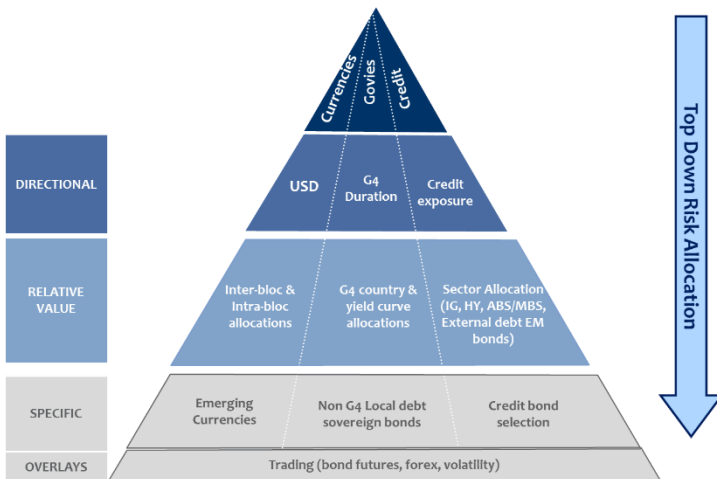 Currencies
Govies
Credit
DIRECTIONAL
USD
G4
Duration
Credit
exposure
RELATIVE
VALUE
Inter-bloc &
Intra-bloc
allocations
G4 country &
yield curve
allocations
Sector Allocation
(IG, HY, ABS/MBS,
External debt EM
bonds)
SPECIFIC
Emerging
Currencies
Non G4 Local debt
sovereign bonds
Credit bond
selection
OVERLAYS
Trading (bond futures, forex, volatility)
Top Down Risk Allocation